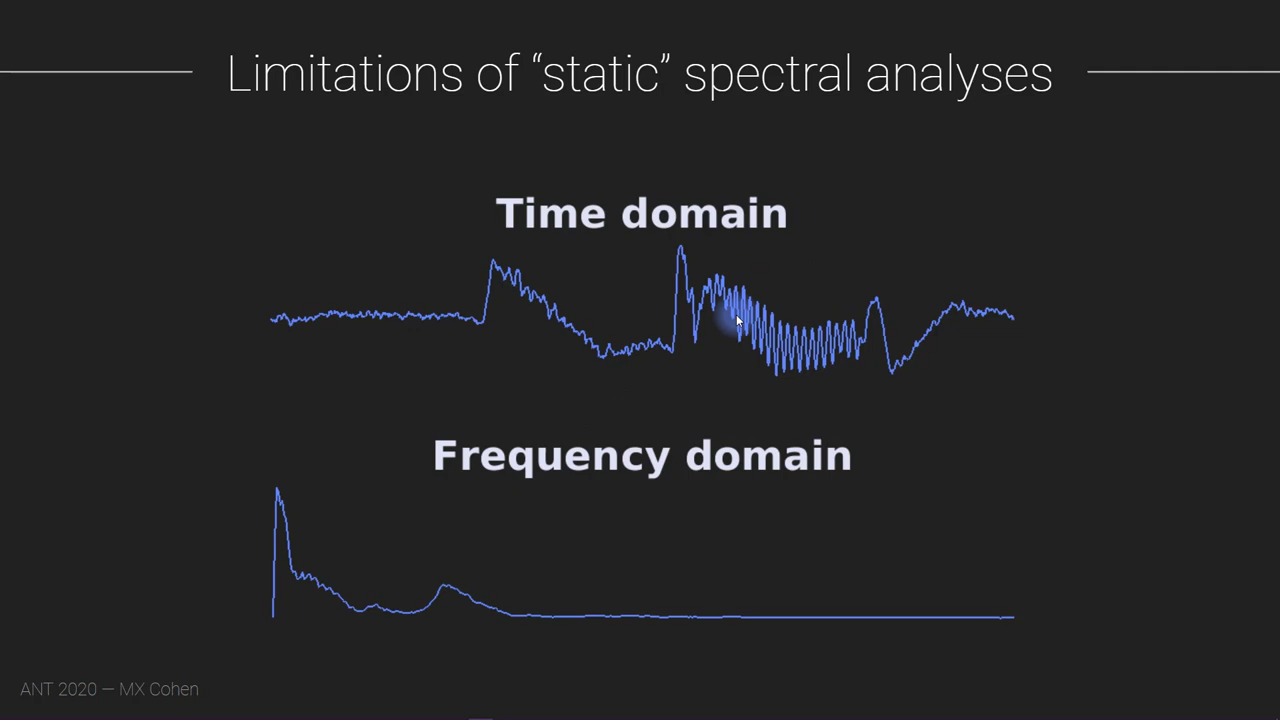 Limitations of “static” spectral analyses
Time domain
Frequency domain
ANT 2020 — MX Cohen